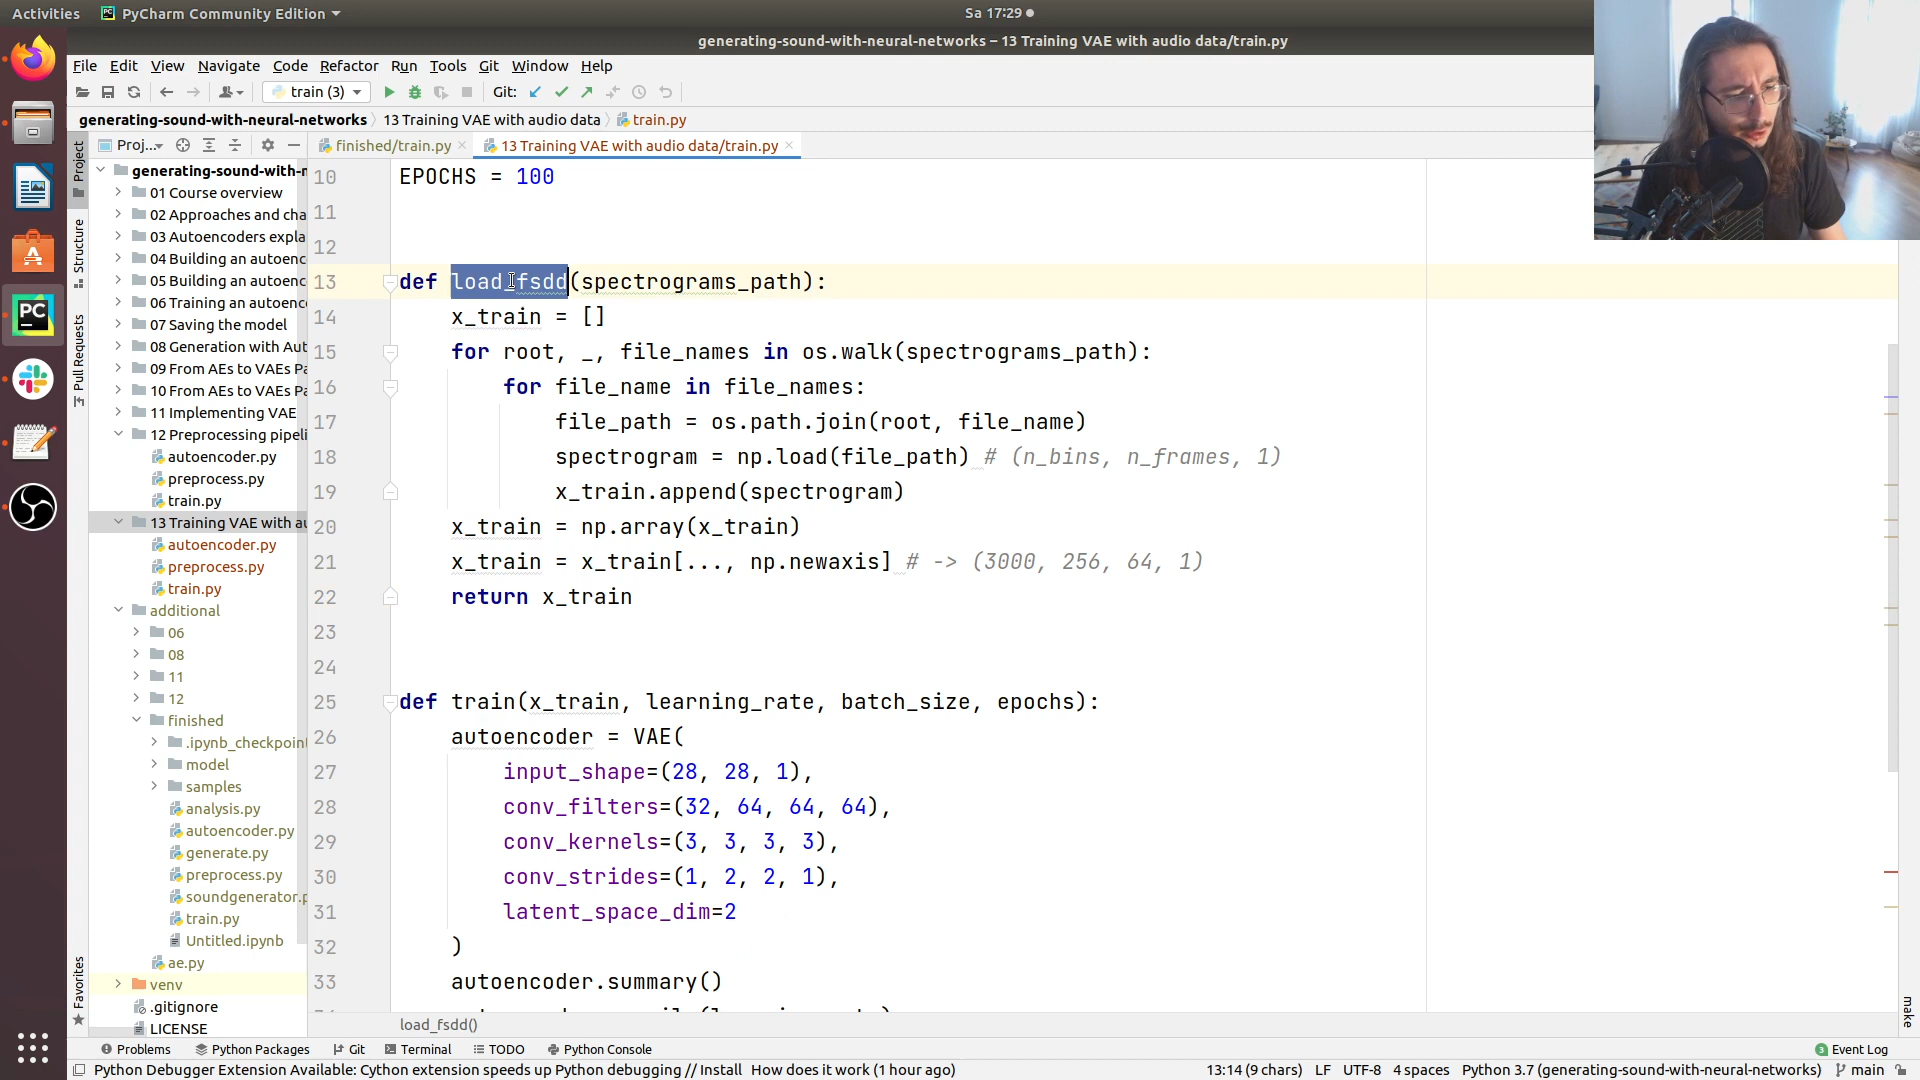 Activities PyCharm Community Edition Sa 17:29
generating-sound-with-neural-networks – 13 Training VAE with audio data/train.py
File Edit View Navigate Code Refactor Run Tools Git Window Help
train (3) Git:
generating-sound-with-neural-networks 13 Training VAE with audio data train.py
Proj... finished/train.py 13 Training VAE with audio data/train.py
Project
Structure
Pull Requests
Favorites
generating-sound-with-n
01 Course overview
02 Approaches and cha
03 Autoencoders expla
04 Building an autoenc
05 Building an autoenc
06 Training an autoenc
07 Saving the model
08 Generation with Aut
09 From AEs to VAEs Pa
10 From AEs to VAEs Pa
11 Implementing VAE
12 Preprocessing pipeli
autoencoder.py
preprocess.py
train.py
13 Training VAE with au
autoencoder.py
preprocess.py
train.py
additional
06
08
11
12
finished
.ipynb_checkpoin
model
samples
analysis.py
autoencoder.py
generate.py
preprocess.py
soundgenerator.p
train.py
Untitled.ipynb
ae.py
venv
.gitignore
LICENSE
10 EPOCHS = 100
11
12
13 def load_fsdd(spectrograms_path):
14 x_train = []
15 for root, _, file_names in os.walk(spectrograms_path):
16 for file_name in file_names:
17 file_path = os.path.join(root, file_name)
18 spectrogram = np.load(file_path) # (n_bins, n_frames, 1)
19 x_train.append(spectrogram)
20 x_train = np.array(x_train)
21 x_train = x_train[..., np.newaxis] # -> (3000, 256, 64, 1)
22 return x_train
23
24
25 def train(x_train, learning_rate, batch_size, epochs):
26 autoencoder = VAE(
27 input_shape=(28, 28, 1),
28 conv_filters=(32, 64, 64, 64),
29 conv_kernels=(3, 3, 3, 3),
30 conv_strides=(1, 2, 2, 1),
31 latent_space_dim=2
32 )
33 autoencoder.summary()
load_fsdd()
make
Problems Python Packages Git Terminal TODO Python Console 3 Event Log
Python Debugger Extension Available: Cython extension speeds up Python debugging // Install How does it work (1 hour ago) 13:14 (9 chars) LF UTF-8 4 spaces Python 3.7 (generating-sound-with-neural-networks) main